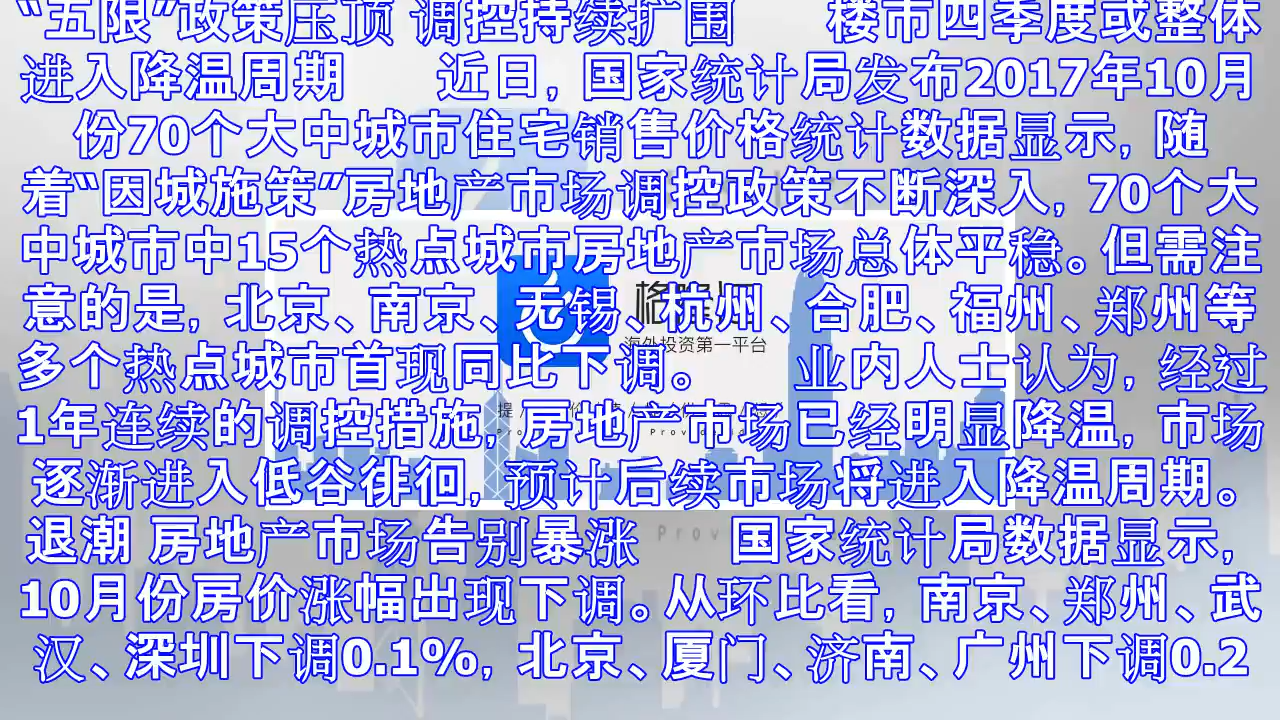 “五限”政策压顶 调控持续扩围 楼市四季度或整体
进入降温周期 近日, 国家统计局发布2017年10月
份70个大中城市住宅销售价格统计数据显示, 随
着“因城施策”房地产市场调控政策不断深入, 70个大
中城市中15个热点城市房地产市场总体平稳。但需注
意的是, 北京、南京、无锡、杭州、合肥、福州、郑州等
海外投资第一平台
多个热点城市首现同比下调。 业内人士认为, 经过
1年连续的调控措施, 房地产市场已经明显降温, 市场
逐渐进入低谷徘徊, 预计后续市场将进入降温周期。
退潮 房地产市场告别暴涨 国家统计局数据显示,
10月份房价涨幅出现下调。从环比看, 南京、郑州、武
汉、深圳下调0.1%, 北京、厦门、济南、广州下调0.2